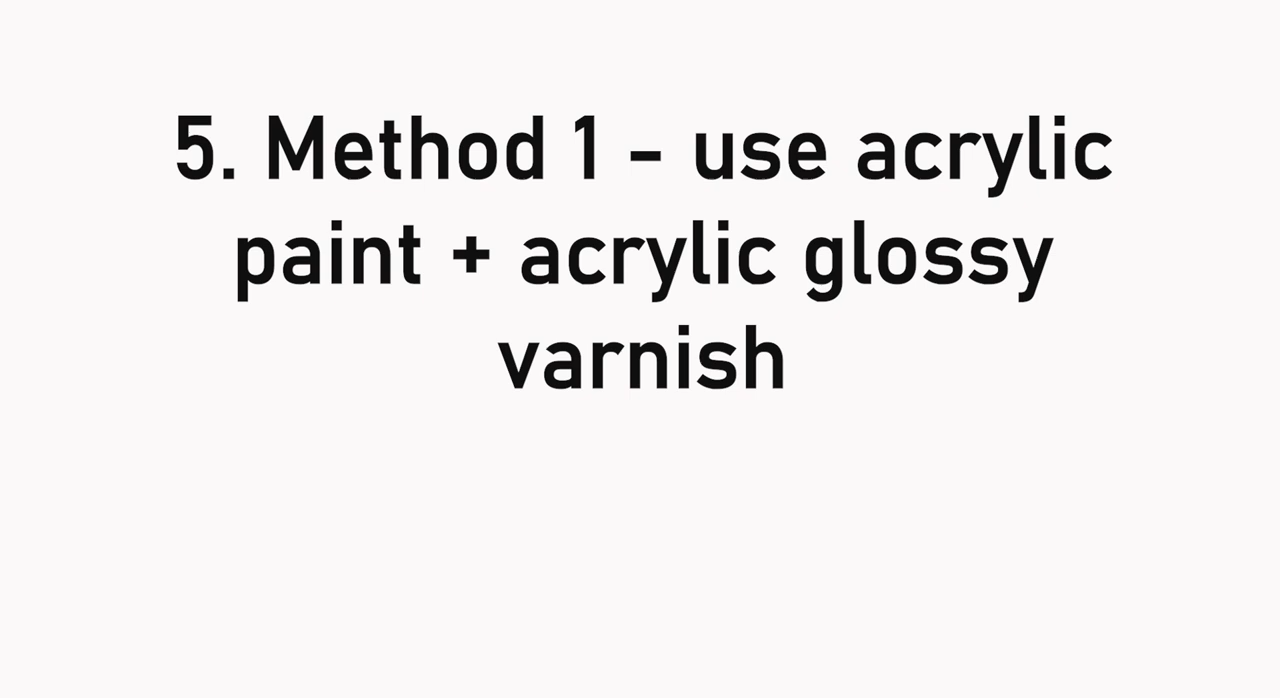 5. Method 1 - use acrylic
paint + acrylic glossy
varnish